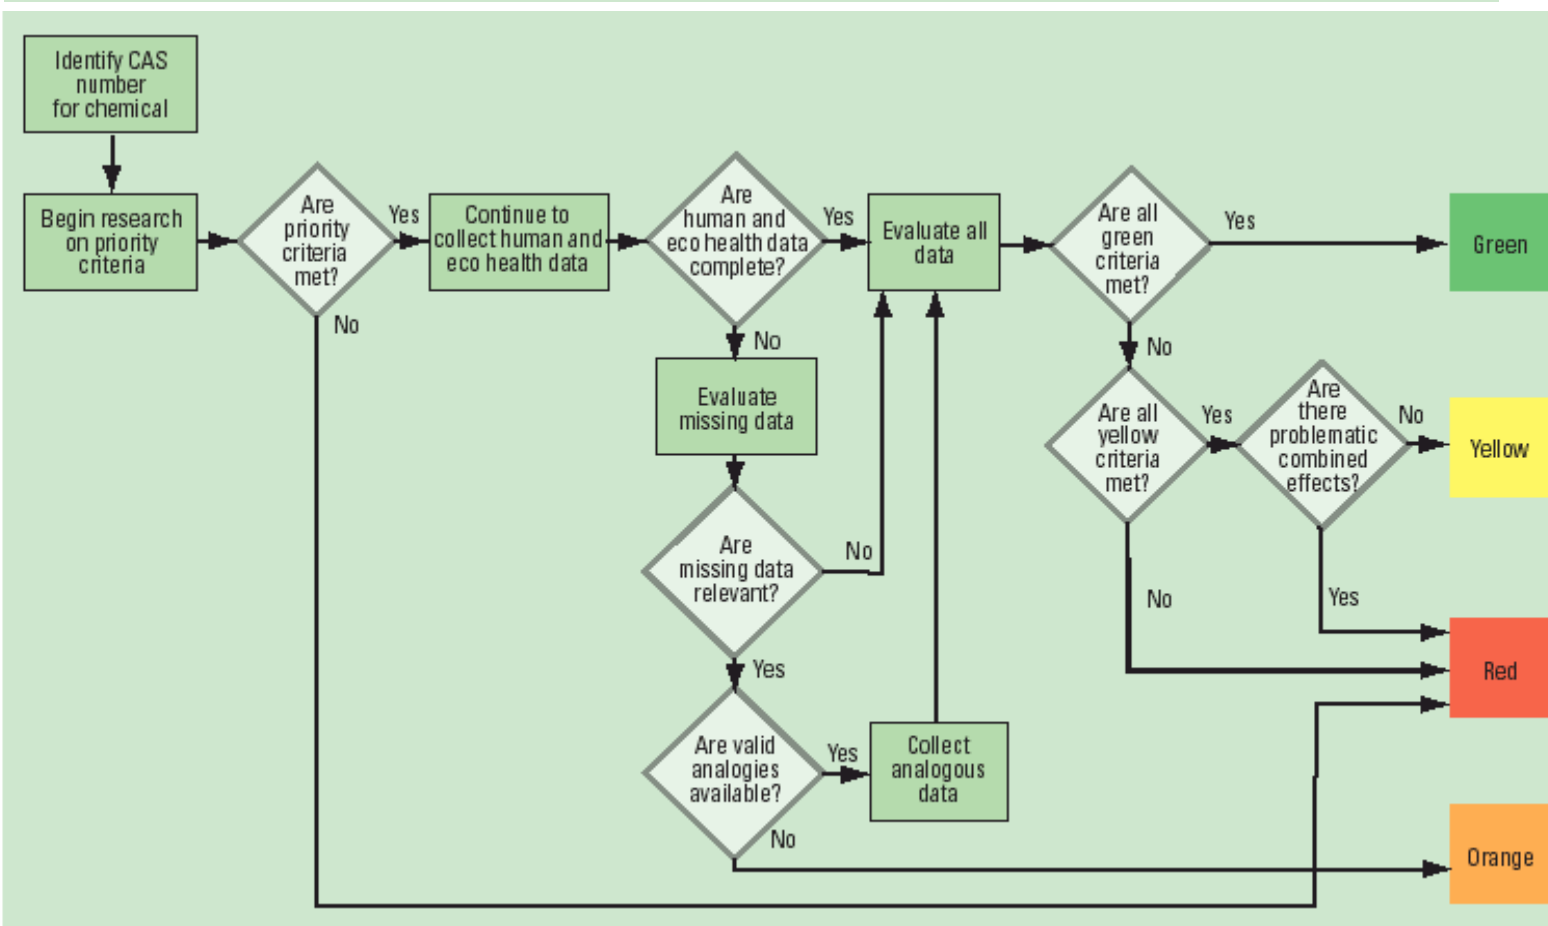 Identify CAS
number
for chemical
Begin research
on priority
criteria
Are
priority
criteria
met?
Yes
No
Continue to
collect human and
eco health data
Are
human and
eco health data
complete?
Yes
No
Evaluate
missing data
Are
missing data
relevant?
No
Yes
Are valid
analogies
available?
Yes
No
Collect
analogous
data
Evaluate all
data
Are all
green
criteria
met?
Yes
No
Are all
yellow
criteria
met?
Yes
No
Are
there
problematic
combined
effects?
No
Yes
Green
Yellow
Red
Orange